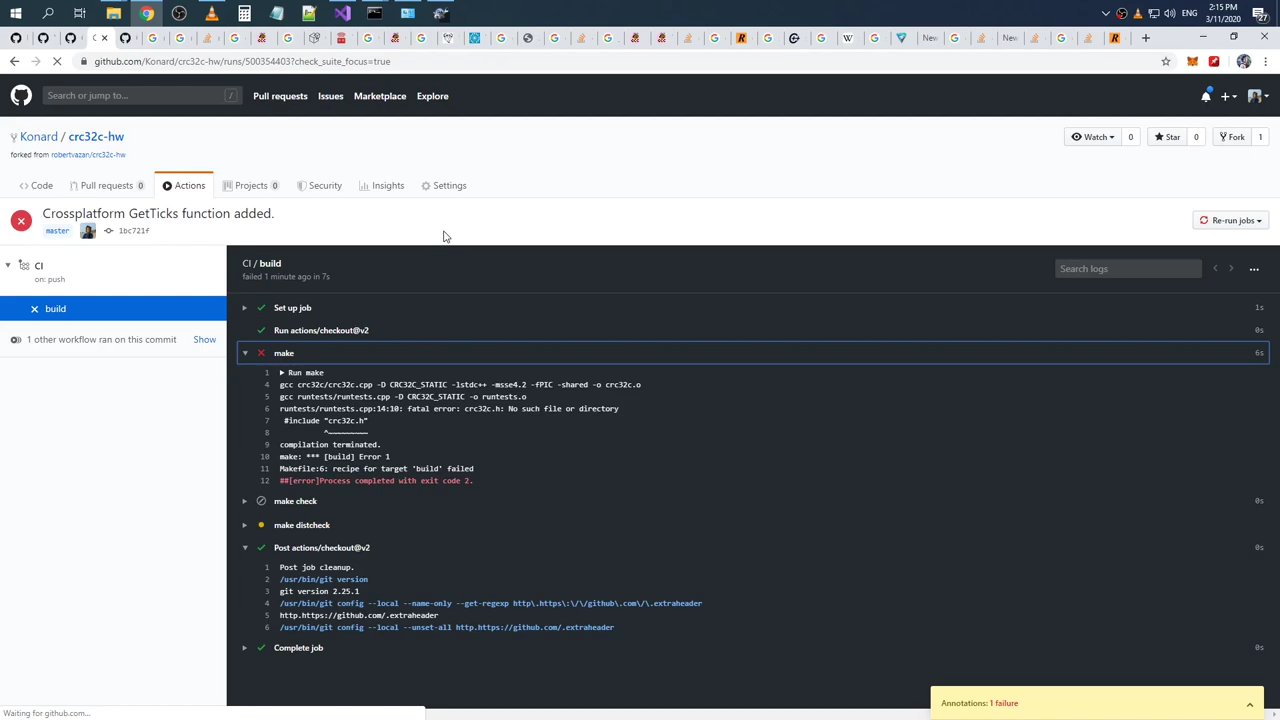 2:15 PM
ENG
3/11/2020
27
New
New
github.com/Konard/crc32c-hw/runs/500354403?check_suite_focus=true
Search or jump to...
/
Pull requests
Issues
Marketplace
Explore
Konard / crc32c-hw
forked from robertvazan/crc32c-hw
Watch
0
Star
0
Fork
1
Code
Pull requests 0
Actions
Projects 0
Security
Insights
Settings
Crossplatform GetTicks function added.
master
1bc721f
Re-run jobs
CI
on: push
build
1 other workflow ran on this commit
Show
CI / build
failed 1 minute ago in 7s
Search logs
Set up job
1s
Run actions/checkout@v2
0s
make
6s
1 Run make
4 gcc crc32c/crc32c.cpp -D CRC32C_STATIC -lstdc++ -msse4.2 -fPIC -shared -o crc32c.o
5 gcc runtests/runtests.cpp -D CRC32C_STATIC -o runtests.o
6 runtests/runtests.cpp:14:10: fatal error: crc32c.h: No such file or directory
7 #include "crc32c.h"
8 ^~~~~~~~~~
9 compilation terminated.
10 make: *** [build] Error 1
11 Makefile:6: recipe for target 'build' failed
12 ##[error]Process completed with exit code 2.
make check
0s
make distcheck
0s
Post actions/checkout@v2
0s
1 Post job cleanup.
2 /usr/bin/git version
3 git version 2.25.1
4 /usr/bin/git config --local --name-only --get-regexp http\.https\:\/\/github\.com\/\.extraheader
5 http.https://github.com/.extraheader
6 /usr/bin/git config --local --unset-all http.https://github.com/.extraheader
Complete job
0s
Waiting for github.com...
Annotations: 1 failure